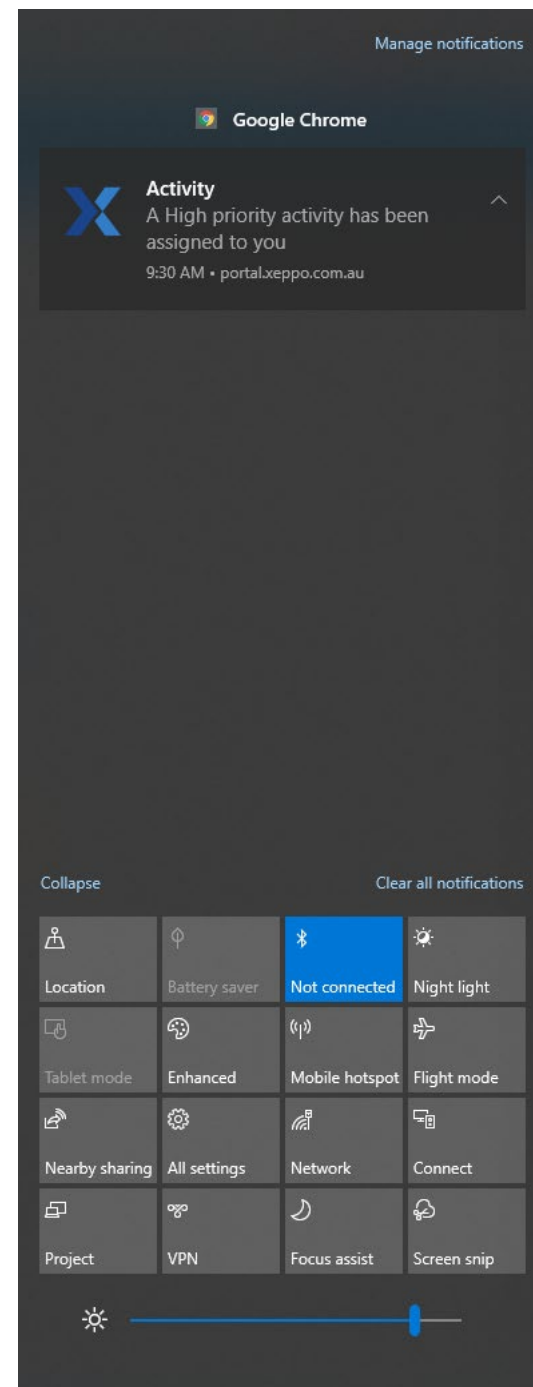 Manage notifications
Google Chrome
Activity
A High priority activity has been
assigned to you
9:30 AM • portal.xeppo.com.au
Collapse
Clear all notifications
Location
Battery saver
Not connected
Night light
Tablet mode
Enhanced
Mobile hotspot
Flight mode
Nearby sharing
All settings
Network
Connect
Project
VPN
Focus assist
Screen snip